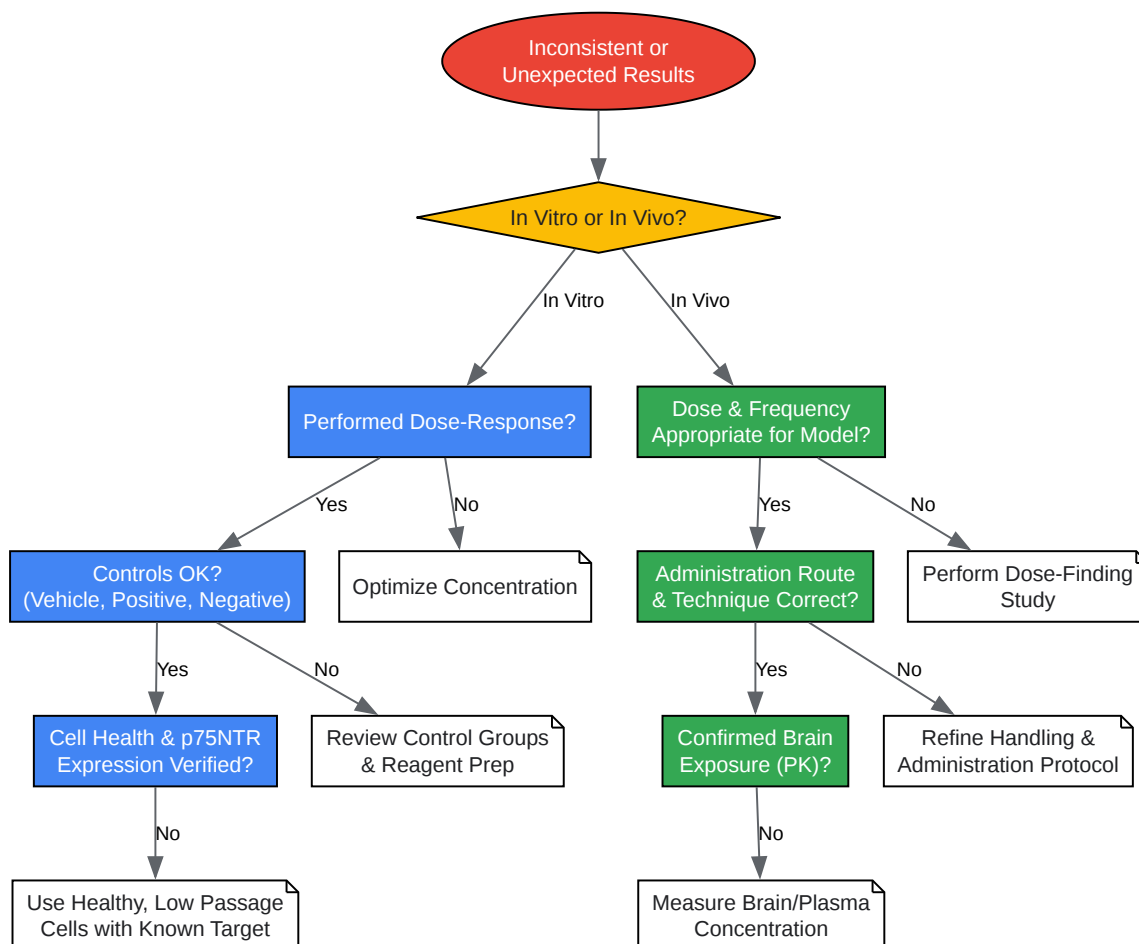 Inconsistent or
Unexpected Results
In Vitro or In Vivo?
In Vitro
In Vivo
Performed Dose-Response?
Dose & Frequency
Appropriate for Model?
Yes
No
Yes
No
Controls OK?
(Vehicle, Positive, Negative)
Optimize Concentration
Administration Route
& Technique Correct?
Perform Dose-Finding
Study
Yes
No
Yes
No
Cell Health & p75NTR
Expression Verified?
Review Control Groups
& Reagent Prep
Confirmed Brain
Exposure (PK)?
Refine Handling &
Administration Protocol
No
No
Use Healthy, Low Passage
Cells with Known Target
Measure Brain/Plasma
Concentration